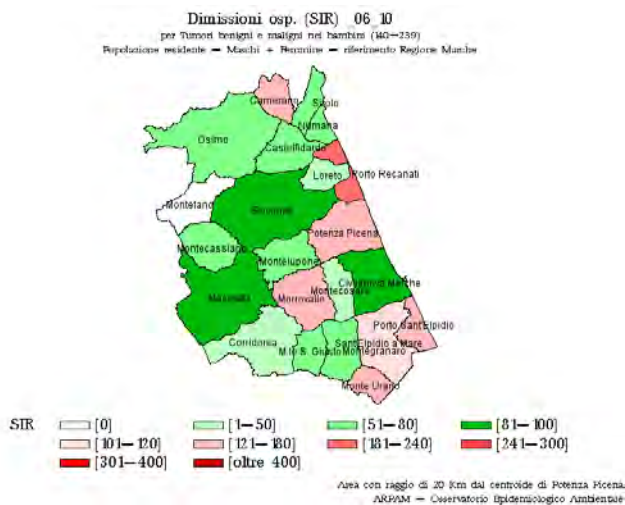 Dimissioni osp. (SIR) 06_10
per Tumori benigni e maligni nei bambini (140—239)
Popolazione residente — Maschi + Femmine — riferimento Regione Marche
Camerano
Sirolo
Numana
Osimo
Castelfidardo
Loreto
Porto Recanati
Montefano
Recanati
Potenza Picena
Montecassiano
Montelupone
Civitanova Marche
Macerata
Morrovalle
Montecosaro
Porto Sant'Elpidio
Corridonia
M.te S. Giusto
Sant'Elpidio a Mare
Montegranaro
Monte Urano
SIR
[0] [1—50] [51—80] [81—100]
[101—120] [121—180] [181—240] [241—300]
[301—400] [oltre 400]
Area con raggio di 20 Km dal centroide di Potenza Picena.
ARPAM — Osservatorio Epidemiologico Ambientale